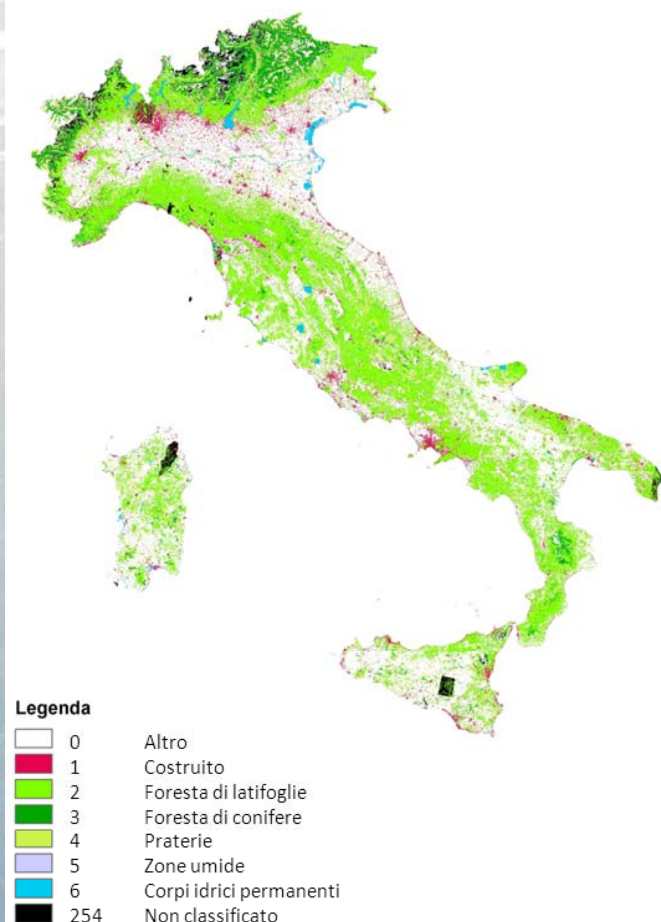 Legenda
0 Altro
1 Costruito
2 Foresta di latifoglie
3 Foresta di conifere
4 Praterie
5 Zone umide
6 Corpi idrici permanenti
254 Non classificato